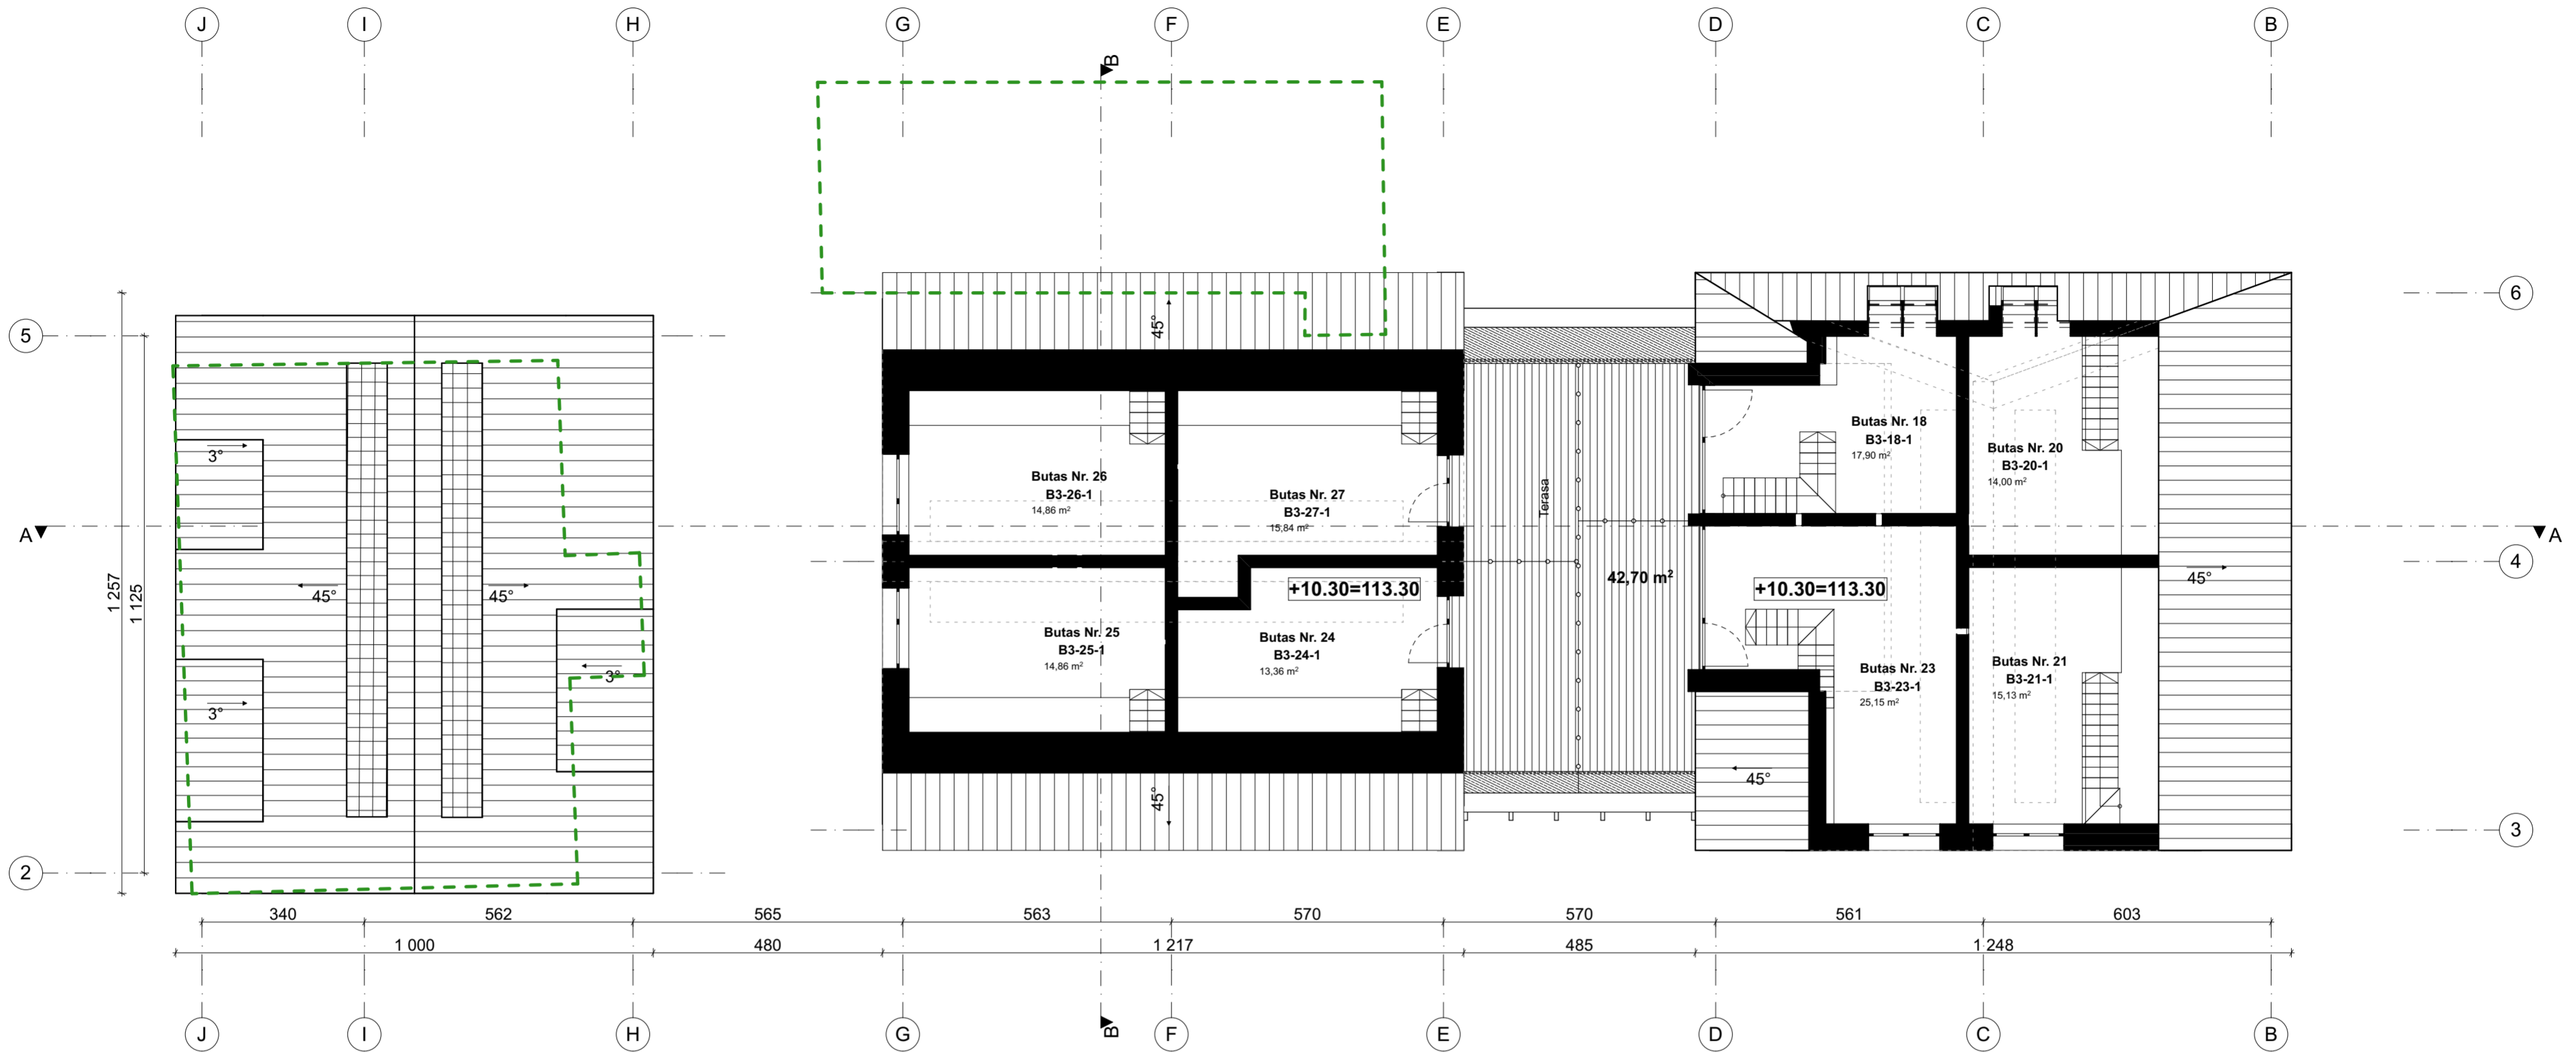 J I H G F E D C B
B
6
5
45°
Butas Nr. 18
B3-18-1
17,90 m²
3°
Butas Nr. 20
B3-20-1
14,00 m²
Butas Nr. 26
B3-26-1
14,86 m²
Butas Nr. 27
B3-27-1
15,84 m²
Terasa
A
A
4
45°
45°
42,70 m²
+10.30=113.30
+10.30=113.30
45°
1 257
1 125
Butas Nr. 25
B3-25-1
14,86 m²
Butas Nr. 24
B3-24-1
13,36 m²
Butas Nr. 23
B3-23-1
25,15 m²
Butas Nr. 21
B3-21-1
15,13 m²
3°
3°
45°
45°
3
2
340 562 565 563 570 570 561 603
1 000 480 1 217 485 1 248
B
J I H G F E D C B